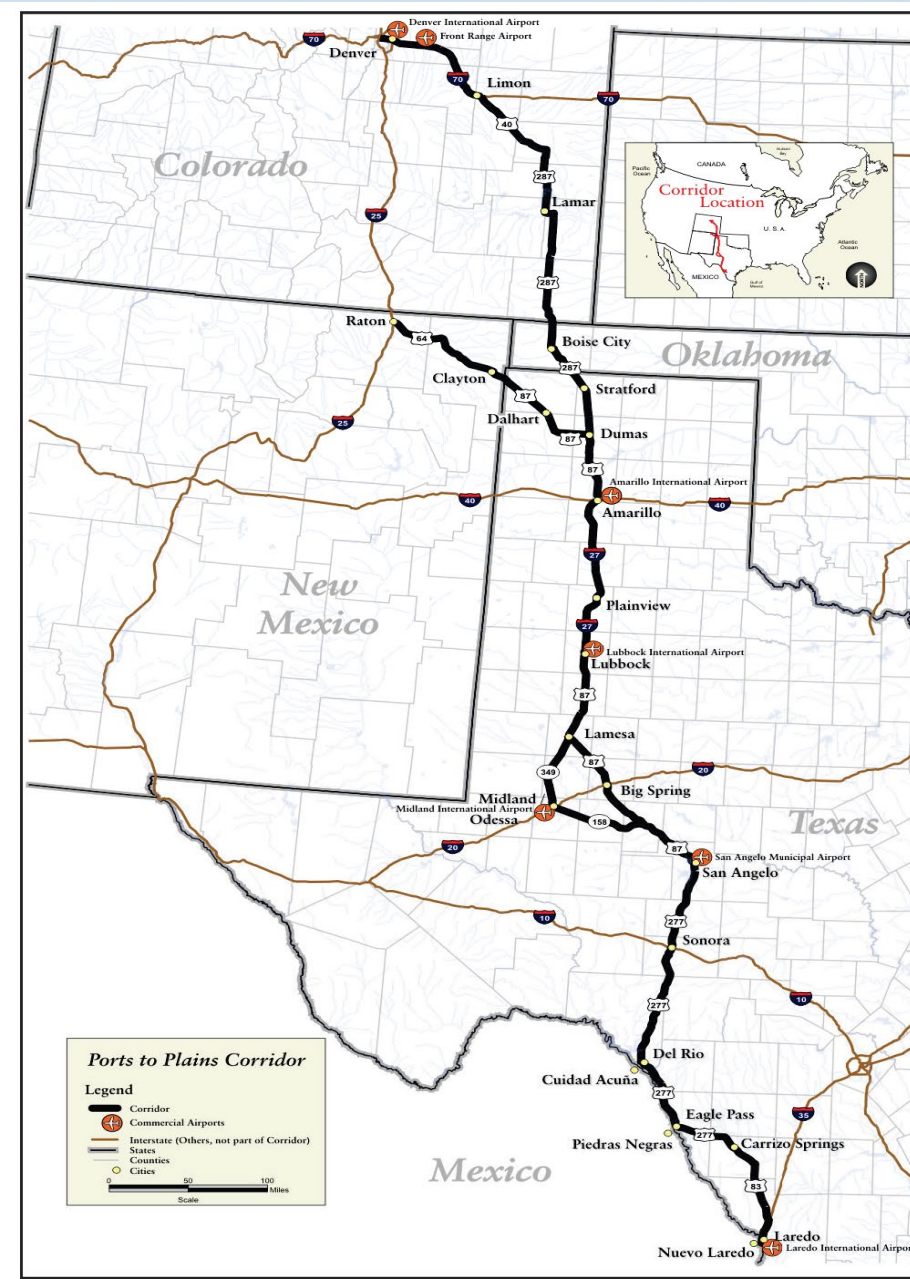 Denver International Airport
Front Range Airport
70
Denver
70
Limon
70
40
CANADA
Hudson
Bay
Pacific
Ocean
Colorado
287
Corridor
Location
Lamar
25
U. S. A.
Atlantic
Ocean
MEXICO
Gulf of
Mexico
287
Raton
64
Boise City
Oklahoma
287
Clayton
Stratford
87
Dalhart
25
87
Dumas
87
Amarillo International Airport
40
40
Amarillo
27
New
Mexico
Plainview
27
Lubbock International Airport
Lubbock
87
Lamesa
87
20
349
Big Spring
Midland
Midland International Airport
Odessa
158
Texas
20
87
San Angelo Municipal Airport
San Angelo
10
277
Sonora
10
277
Del Rio
Cuidad Acuña
277
Eagle Pass
35
277
Piedras Negras
Carrizo Springs
Mexico
83
Laredo
Nuevo Laredo
Laredo International Airpor
Ports to Plains Corridor
Legend
Corridor
Commercial Airports
Interstate (Others, not part of Corridor)
States
Counties
Cities
0 50 100
Miles
Scale